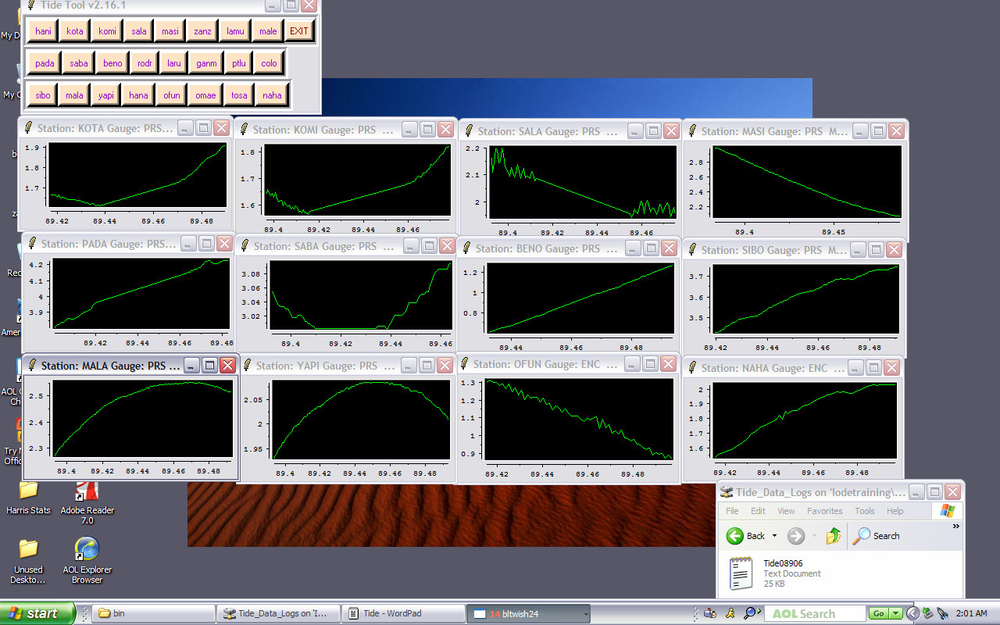 Tide Tool v2.16.1
hani kota komi sala masi zanz lamu male EXIT
pada saba beno rodr laru ganm ptlu colo
sibo mala yapi hana ofun omae tosa naha
My D
My C
Rec
Amer
AOL
Ch
Try M
Offic
Station: KOTA Gauge: PRS...
1.9
1.8
1.7
89.42 89.44 89.46 89.48
Station: KOMI Gauge: PRS ...
1.8
1.7
1.6
89.4 89.42 89.44 89.46
Station: SALA Gauge: PRS ...
2.2
2.1
2
89.4 89.42 89.44 89.46
Station: MASI Gauge: PRS M...
2.8
2.6
2.4
2.2
89.4 89.45
Station: PADA Gauge: PRS...
4.2
4.1
4
3.9
89.42 89.44 89.46 89.48
Station: SABA Gauge: PRS ...
3.08
3.06
3.04
3.02
89.4 89.42 89.44 89.46
Station: BENO Gauge: PRS ...
1.2
1
0.8
89.44 89.46 89.48
Station: SIBO Gauge: PRS M...
3.7
3.6
3.5
89.42 89.44 89.46 89.48
Station: MALA Gauge: PRS ...
2.5
2.4
2.3
89.4 89.42 89.44 89.46 89.48
Station: YAPI Gauge: PRS ...
2.05
2
1.95
89.4 89.42 89.44 89.46 89.48
Station: OFUN Gauge: ENC ...
1.3
1.2
1.1
1
0.9
89.42 89.44 89.46 89.48
Station: NAHA Gauge: ENC ...
2
1.9
1.8
1.7
1.6
89.42 89.44 89.46 89.48
Harris Stats
Adobe Reader
7.0
Unused
Deskto...
AOL Explorer
Browser
Tide_Data_Logs on 'lodetraining\...
File Edit View Favorites Tools Help
Back Search »
Tide08906
Text Document
25 KB
start
bin
Tide_Data_Logs on 'l...
Tide - WordPad
14 bltwish24
AOL Search
Go
2:01 AM